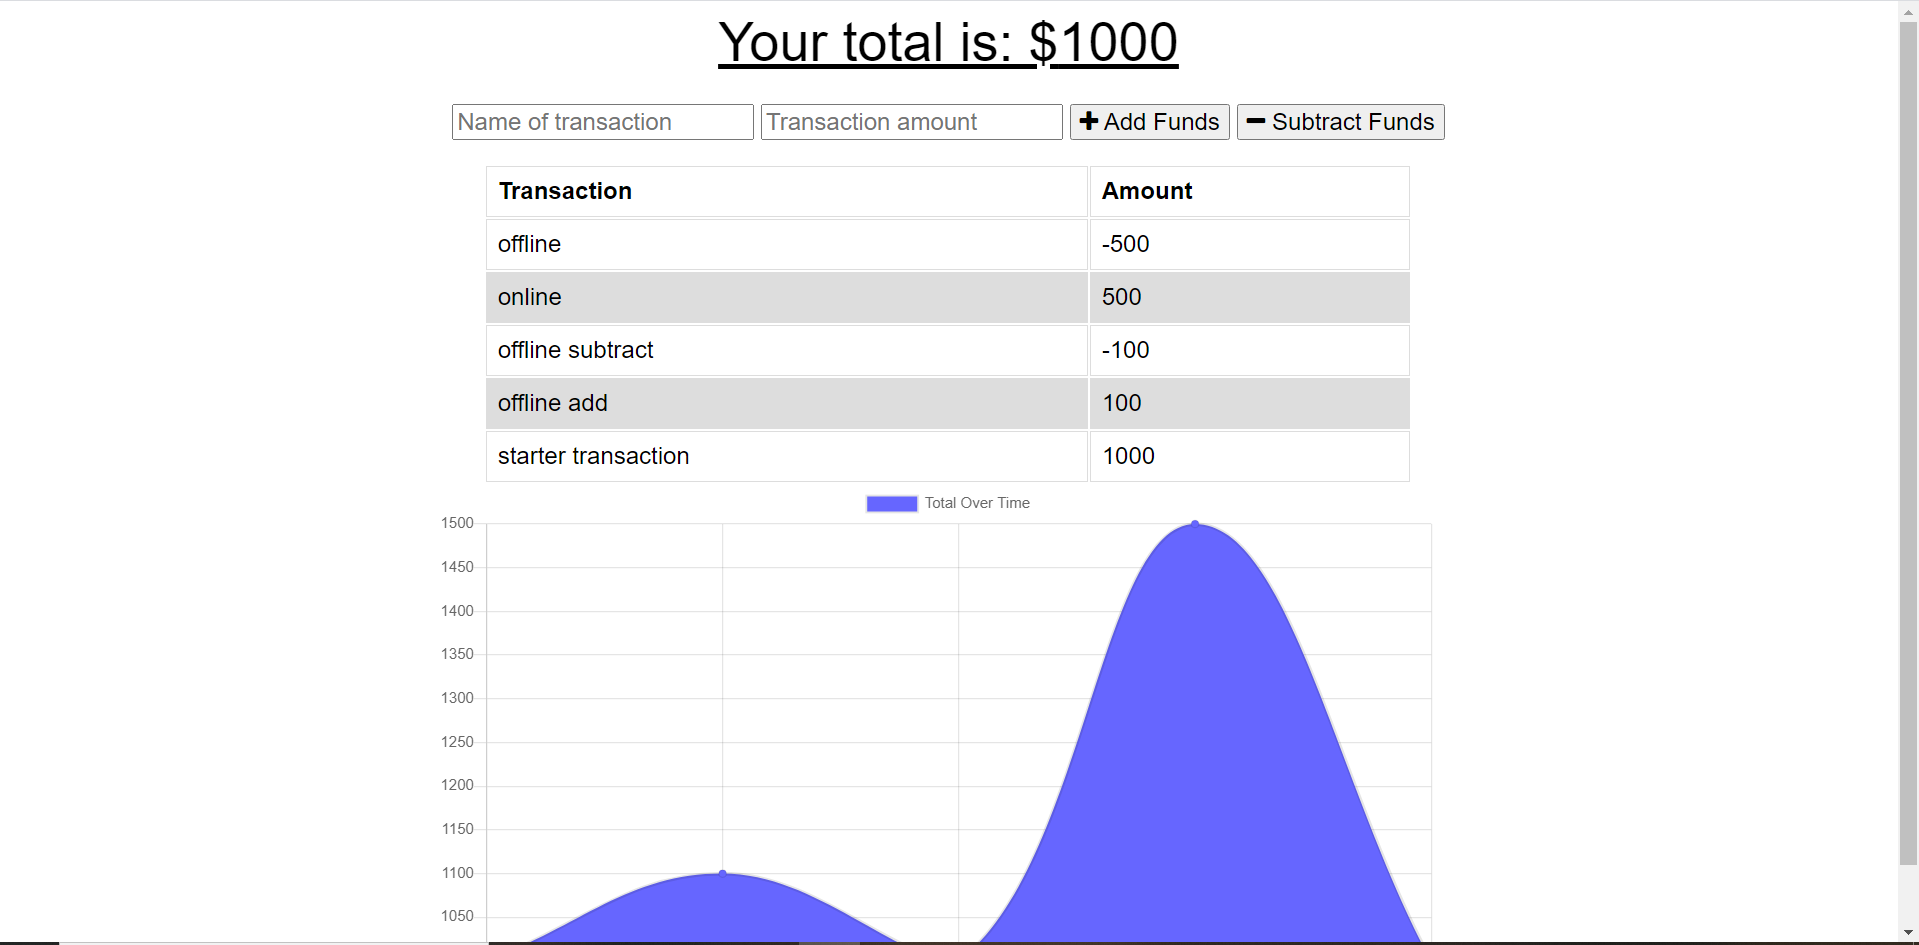 Your total is: $1000
Name of transaction Transaction amount Add Funds Subtract Funds
Transaction Amount
offline -500
online 500
offline subtract -100
offline add 100
starter transaction 1000
Total Over Time
1500
1450
1400
1350
1300
1250
1200
1150
1100
1050